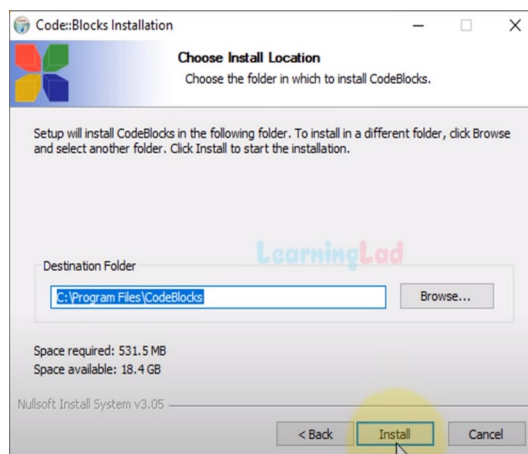 Code::Blocks Installation
Choose Install Location
Choose the folder in which to install CodeBlocks.
Setup will install CodeBlocks in the following folder. To install in a different folder, click Browse
and select another folder. Click Install to start the installation.
LearningLad
Destination Folder
C:\Program Files\CodeBlocks
Browse...
Space required: 531.5 MB
Space available: 18.4 GB
Nullsoft Install System v3.05
< Back
Install
Cancel